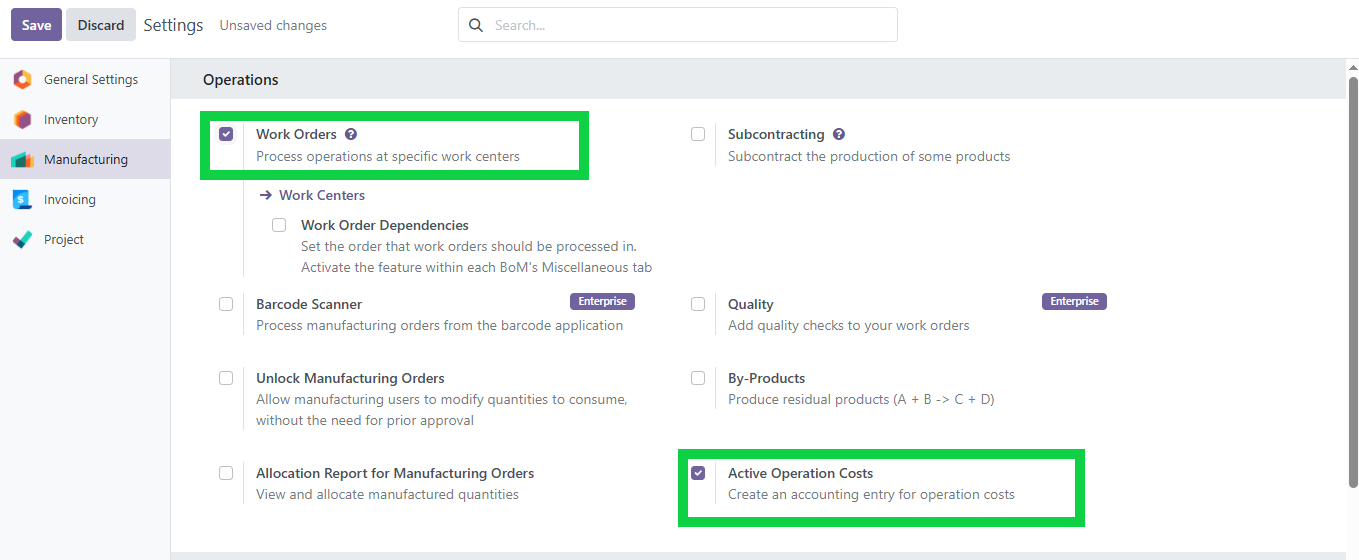 Save Discard Settings Unsaved changes Search...
General Settings
Inventory
Manufacturing
Invoicing
Project
Operations
Work Orders ?
Process operations at specific work centers
Work Centers
Work Order Dependencies
Set the order that work orders should be processed in.
Activate the feature within each BoM's Miscellaneous tab
Subcontracting ?
Subcontract the production of some products
Barcode Scanner Enterprise
Process manufacturing orders from the barcode application
Quality Enterprise
Add quality checks to your work orders
Unlock Manufacturing Orders
Allow manufacturing users to modify quantities to consume,
without the need for prior approval
By-Products
Produce residual products (A + B -> C + D)
Allocation Report for Manufacturing Orders
View and allocate manufactured quantities
Active Operation Costs
Create an accounting entry for operation costs